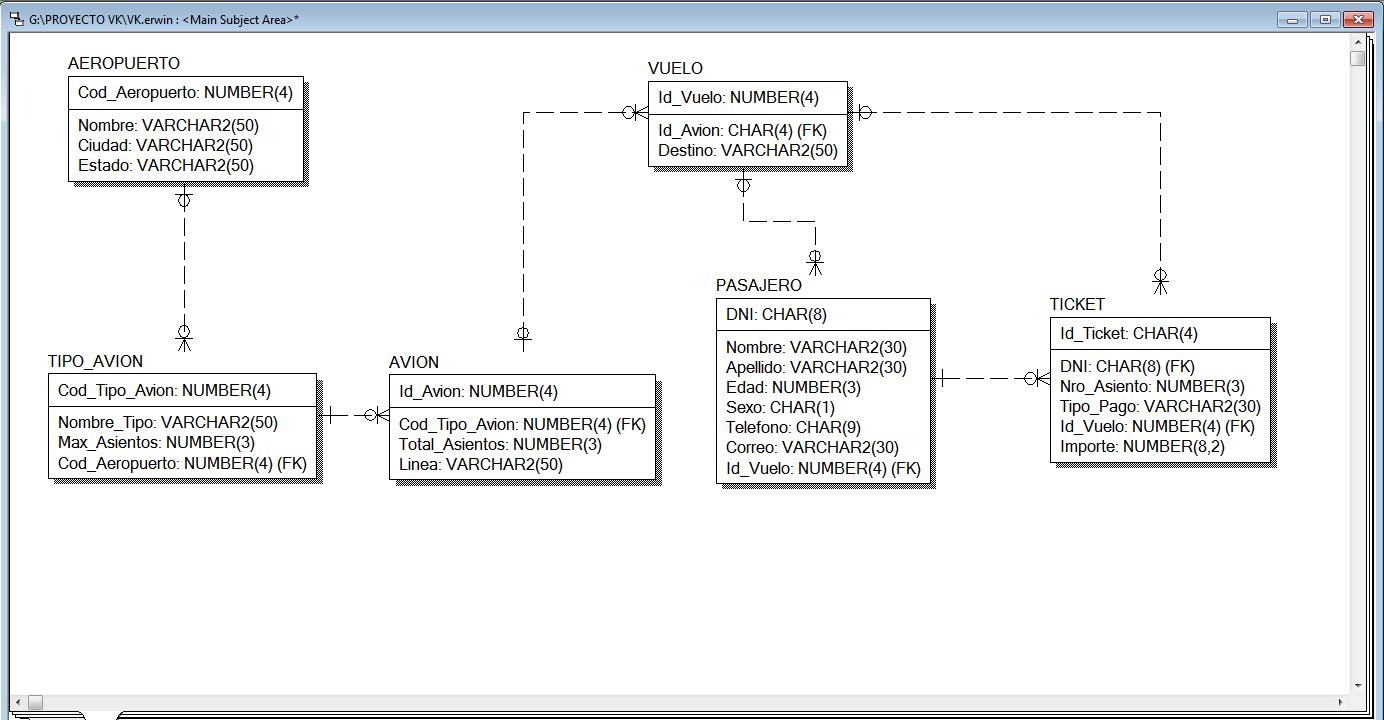 G:\PROYECTO VK\VK.erwin : <Main Subject Area>*
AEROPUERTO
Cod_Aeropuerto: NUMBER(4)
Nombre: VARCHAR2(50)
Ciudad: VARCHAR2(50)
Estado: VARCHAR2(50)
VUELO
Id_Vuelo: NUMBER(4)
Id_Avion: CHAR(4) (FK)
Destino: VARCHAR2(50)
TIPO_AVION
Cod_Tipo_Avion: NUMBER(4)
Nombre_Tipo: VARCHAR2(50)
Max_Asientos: NUMBER(3)
Cod_Aeropuerto: NUMBER(4) (FK)
AVION
Id_Avion: NUMBER(4)
Cod_Tipo_Avion: NUMBER(4) (FK)
Total_Asientos: NUMBER(3)
Linea: VARCHAR2(50)
PASAJERO
DNI: CHAR(8)
Nombre: VARCHAR2(30)
Apellido: VARCHAR2(30)
Edad: NUMBER(3)
Sexo: CHAR(1)
Telefono: CHAR(9)
Correo: VARCHAR2(30)
Id_Vuelo: NUMBER(4) (FK)
TICKET
Id_Ticket: CHAR(4)
DNI: CHAR(8) (FK)
Nro_Asiento: NUMBER(3)
Tipo_Pago: VARCHAR2(30)
Id_Vuelo: NUMBER(4) (FK)
Importe: NUMBER(8,2)